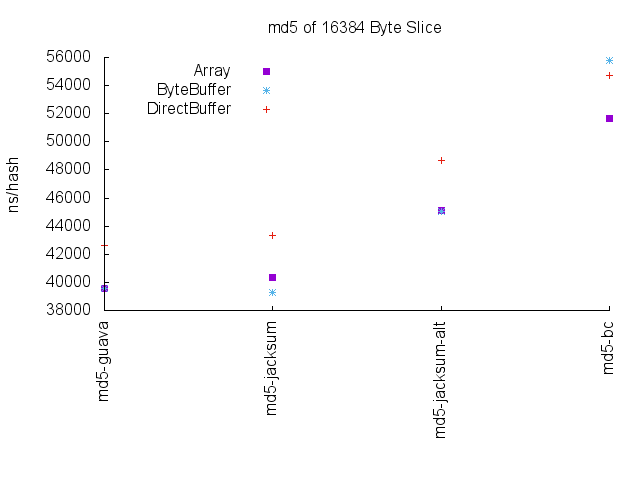 md5 of 16384 Byte Slice
56000
54000
52000
50000
48000
46000
44000
42000
40000
38000
ns/hash
Array
ByteBuffer
DirectBuffer
md5-guava
md5-jacksum
md5-jacksum-alt
md5-bc